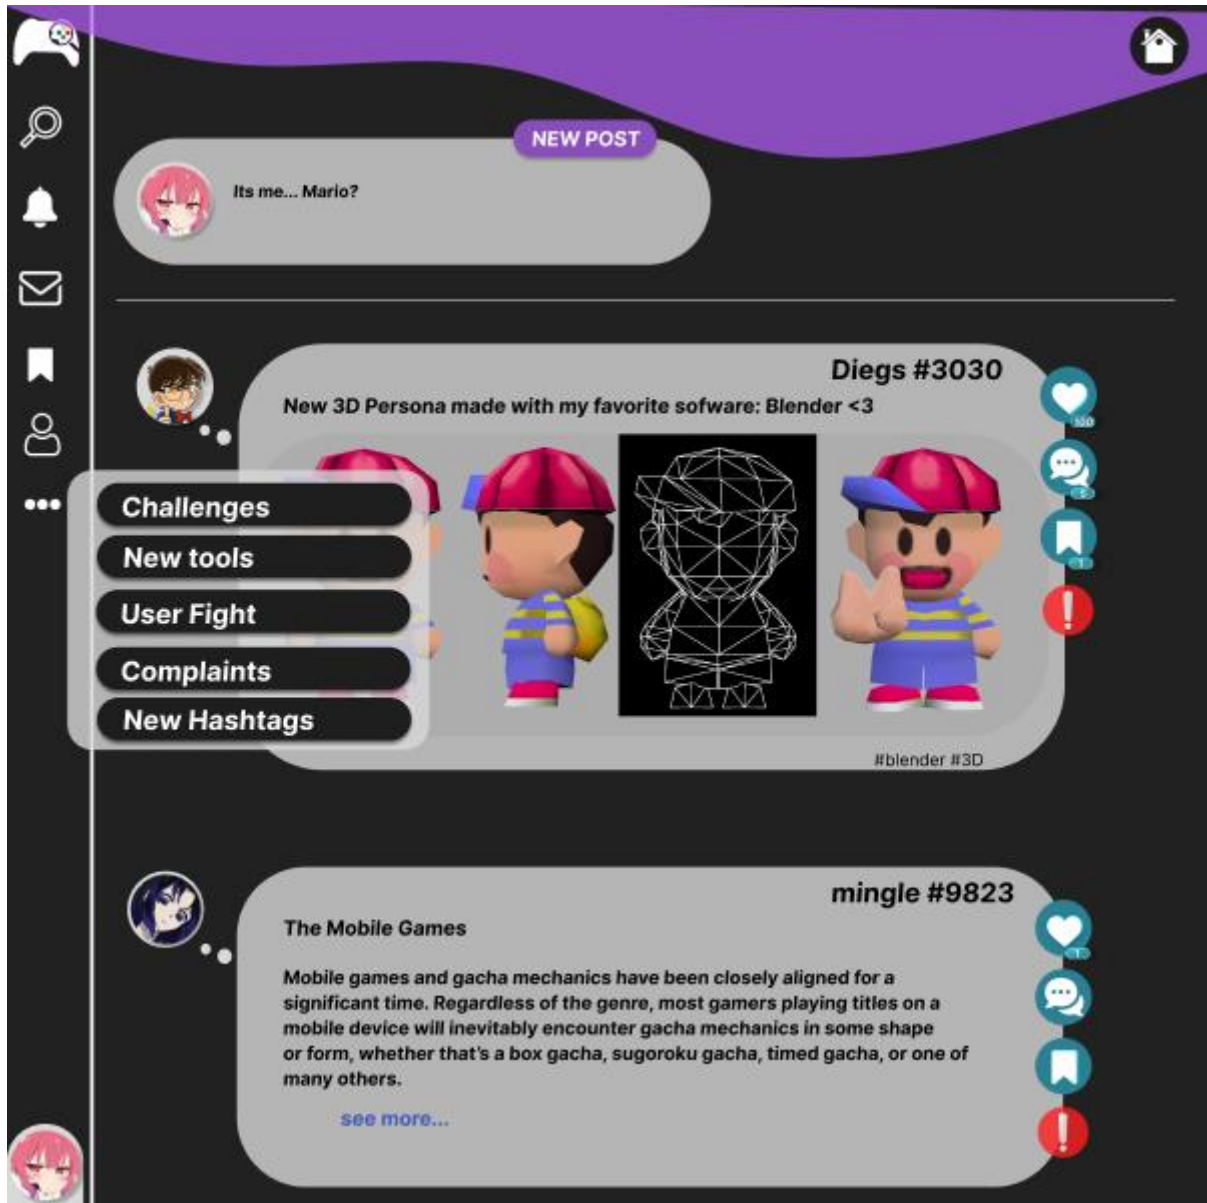 NEW POST
Its me... Mario?
Diegs #3030
New 3D Persona made with my favorite sofware: Blender <3
100
5
1
Challenges
New tools
User Fight
Complaints
New Hashtags
#blender #3D
mingle #9823
The Mobile Games
1
Mobile games and gacha mechanics have been closely aligned for a
significant time. Regardless of the genre, most gamers playing titles on a
mobile device will inevitably encounter gacha mechanics in some shape
or form, whether that's a box gacha, sugoroku gacha, timed gacha, or one of
many others.
see more...